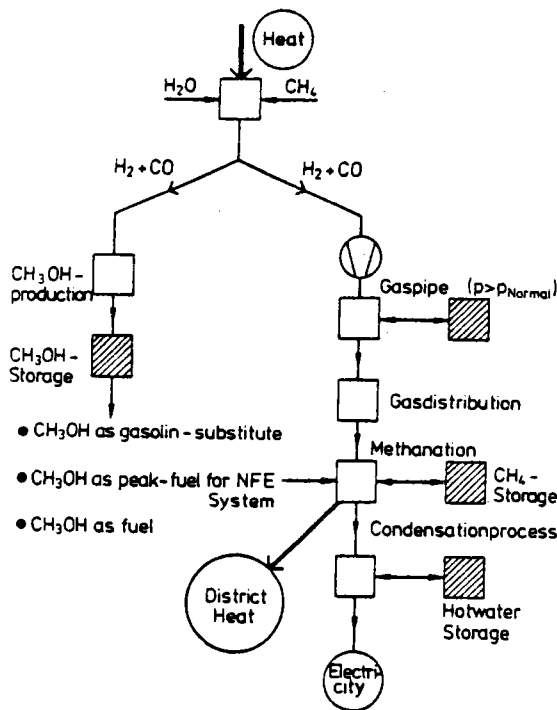 Heat
H₂O
CH₄
H₂+CO
H₂+CO
CH₃OH-
production
CH₃OH-
Storage
Gaspipe (p>pNormal)
Gasdistribution
● CH₃OH as gasolin-substitute
● CH₃OH as peak-fuel for NFE
System
● CH₃OH as fuel
Methanation
CH₄-
Storage
Condensationprocess
District
Heat
Hotwater
Storage
Electri-
city